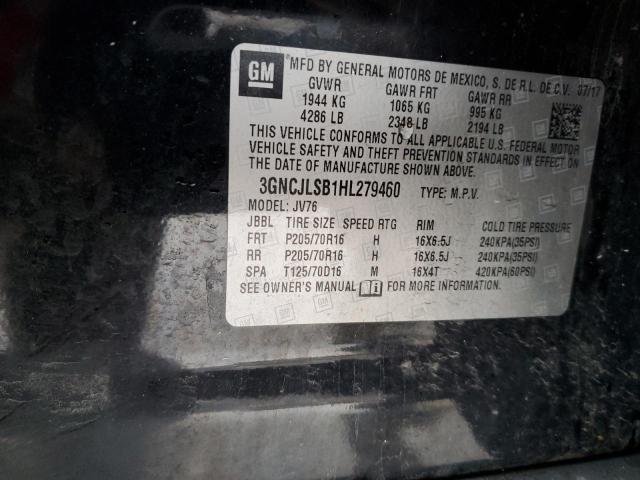 GM MFD BY GENERAL MOTORS DE MEXICO, S. DE R.L. DE C.V. 07/17
GVWR GAWR FRT GAWR RR
1944 KG 1065 KG 995 KG
4286 LB 2348 LB 2194 LB
THIS VEHICLE CONFORMS TO ALL APPLICABLE U.S. FEDERAL MOTOR
VEHICLE SAFETY AND THEFT PREVENTION STANDARDS IN EFFECT ON
THE DATE OF MANUFACTURE SHOWN ABOVE.
3GNCJLSB1HL279460 TYPE: M.P.V.
MODEL: JV76
JBBL TIRE SIZE SPEED RTG RIM COLD TIRE PRESSURE
FRT P205/70R16 H 16X6.5J 240KPA(35PSI)
RR P205/70R16 H 16X6.5J 240KPA(35PSI)
SPA T125/70D16 M 16X4T 420KPA(60PSI)
SEE OWNER'S MANUAL FOR MORE INFORMATION.